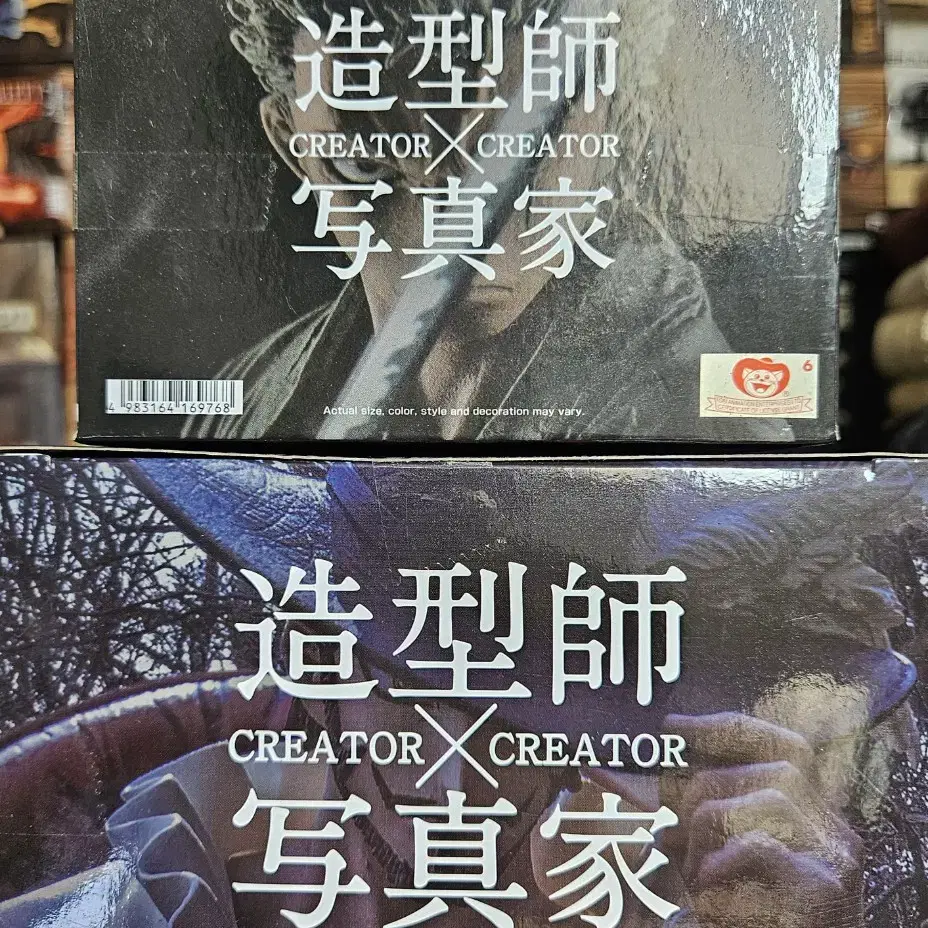 造型師
CREATOR×CREATOR
写真家
4 983164 169768
Actual size, color, style and decoration may vary.
6
造型師
CREATOR×CREATOR
写真家